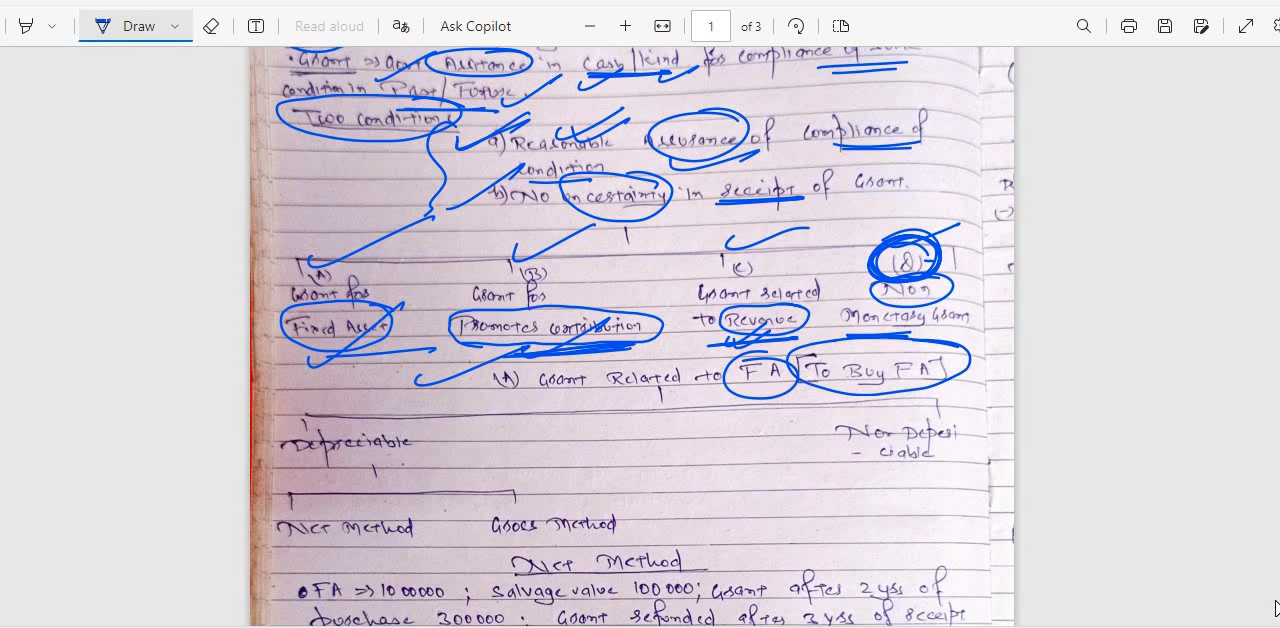 Draw
Read aloud
Ask Copilot
1 of 3
• Grant => Govt Assistance in Cash/kind for compliance of some
condition in Past/Future.
Two conditions
a) Reasonable Assurance of compliance of
condition
b) No uncertainty in receipt of Grant.
(A) (B) (C) (D)
Grant for Grant for Grant related Non
Fixed Asset Promotes contribution to Revenue Monetary Grant
(A) Grant Related to FA [To Buy FA]
Depreciable Non Depreci
- ciable
Net Method Gross Method
Net Method
• FA => 1000000 ; Salvage value 100000; Grant after 2 yrs of
purchase 300000. Grant refunded after 3 yrs of receipt